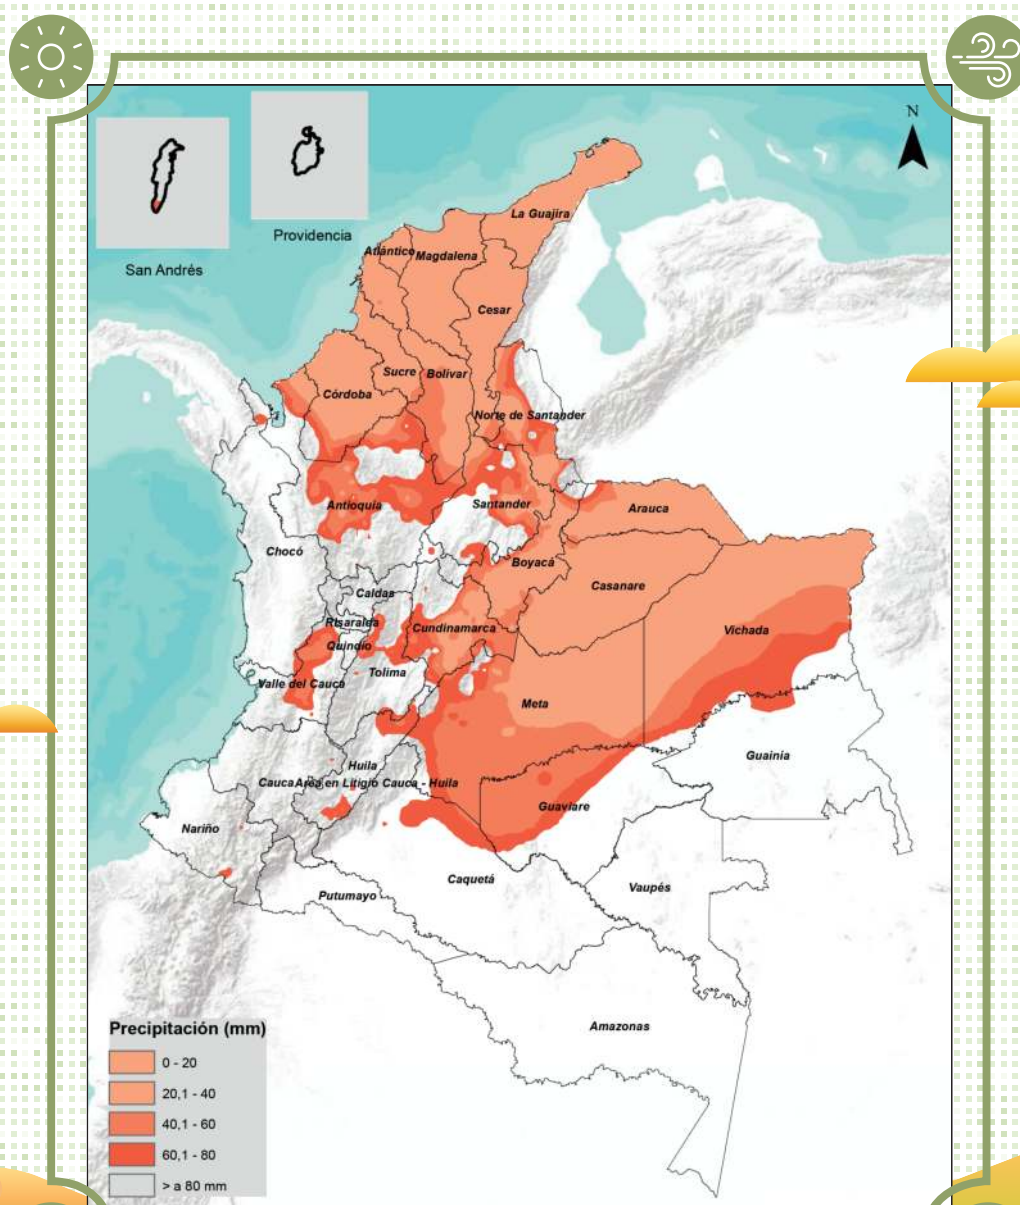 N
San Andrés
Providencia
La Guajira
Atlántico
Magdalena
Cesar
Sucre
Bolívar
Córdoba
Norte de Santander
Antioquia
Santander
Arauca
Chocó
Boyacá
Casanare
Caldas
Risaralda
Cundinamarca
Vichada
Quindío
Tolima
Valle del Cauca
Meta
Guainia
Huila
Cauca
Area en Litigio Cauca - Huila
Guaviare
Nariño
Caquetá
Vaupés
Putumayo
Amazonas
Precipitación (mm)
0 - 20
20,1 - 40
40,1 - 60
60,1 - 80
> a 80 mm